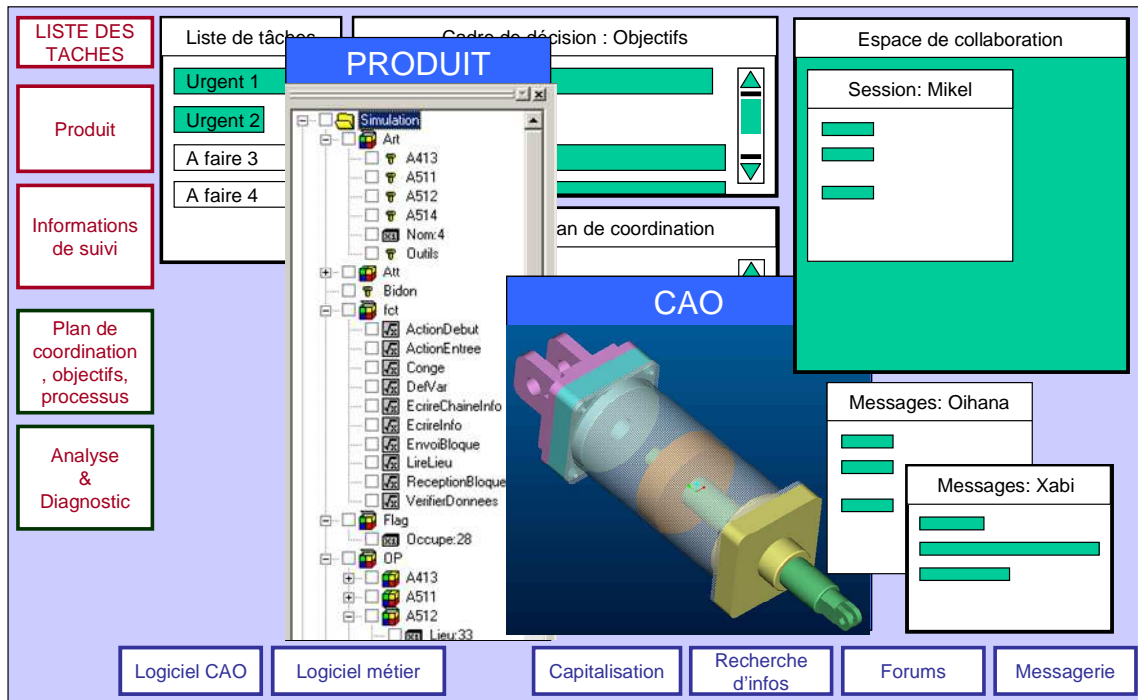 LISTE DES
TACHES
Produit
Informations
de suivi
Plan de
coordination
, objectifs,
processus
Analyse
&
Diagnostic
Liste de tâches
Urgent 1
Urgent 2
A faire 3
A faire 4
Cadre de décision : Objectifs
an de coordination
PRODUIT
Simulation
Art
A413
A511
A512
A514
Nom:4
Outils
Att
Bidon
fct
ActionDebut
ActionEntree
Conge
DefVar
EcrireChaineInfo
EcrireInfo
EnvoiBloque
LireLieu
ReceptionBloque
VerifierDonnees
Flag
Occupe:28
OP
A413
A511
A512
Lieu:33
CAO
Espace de collaboration
Session: Mikel
Messages: Oihana
Messages: Xabi
Logiciel CAO
Logiciel métier
Capitalisation
Recherche
d'infos
Forums
Messagerie